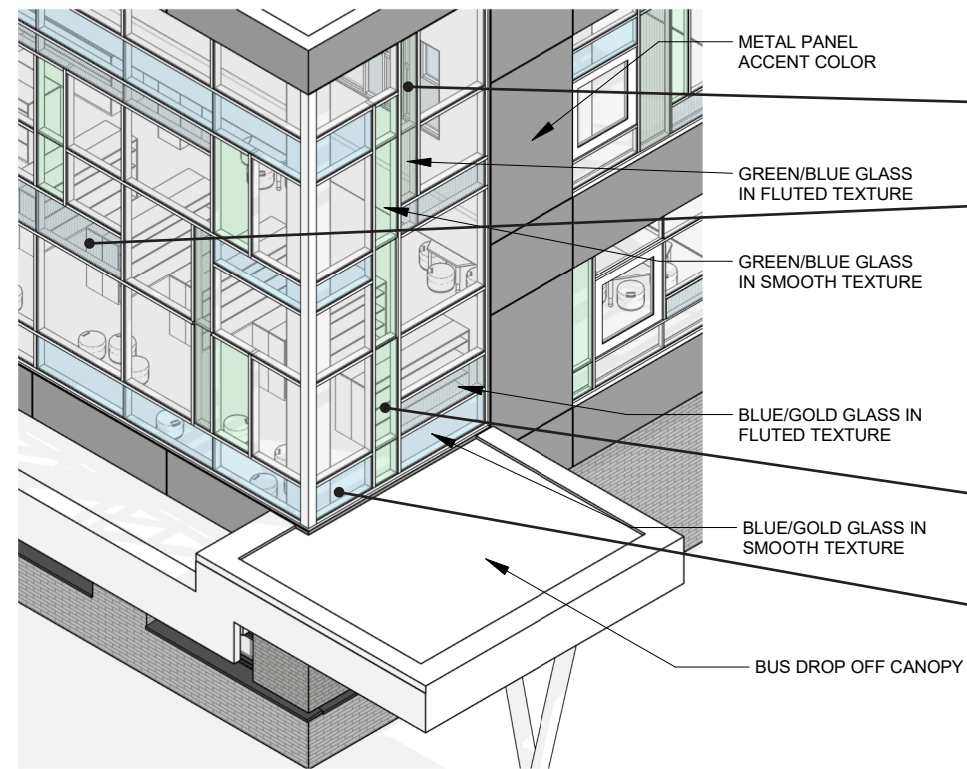 METAL PANEL
ACCENT COLOR
GREEN/BLUE GLASS
IN FLUTED TEXTURE
GREEN/BLUE GLASS
IN SMOOTH TEXTURE
BLUE/GOLD GLASS IN
FLUTED TEXTURE
BLUE/GOLD GLASS IN
SMOOTH TEXTURE
BUS DROP OFF CANOPY